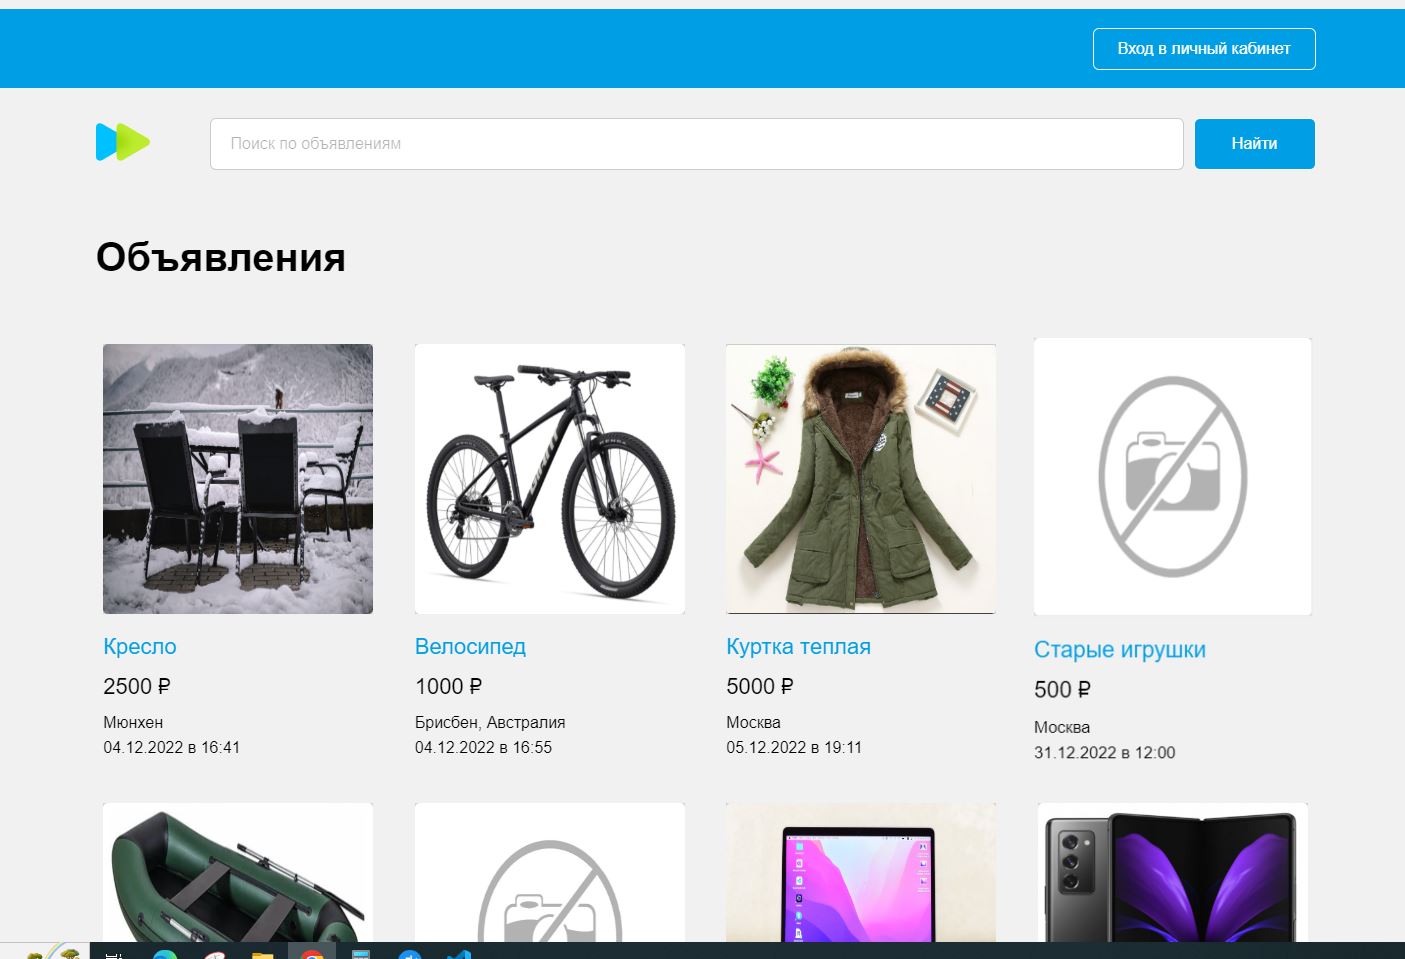 Вход в личный кабинет
Поиск по объявлениям
Найти
Объявления
Кресло
2500 ₽
Мюнхен
04.12.2022 в 16:41
Велосипед
1000 ₽
Брисбен, Австралия
04.12.2022 в 16:55
Куртка теплая
5000 ₽
Москва
05.12.2022 в 19:11
Старые игрушки
500 ₽
Москва
31.12.2022 в 12:00
GIANT